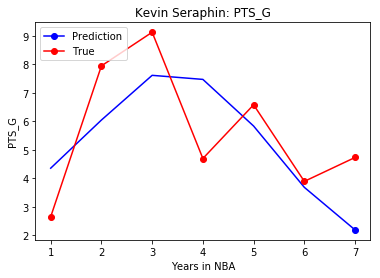 Kevin Seraphin: PTS_G
Prediction
True
PTS_G
9
8
7
6
5
4
3
2
1 2 3 4 5 6 7
Years in NBA